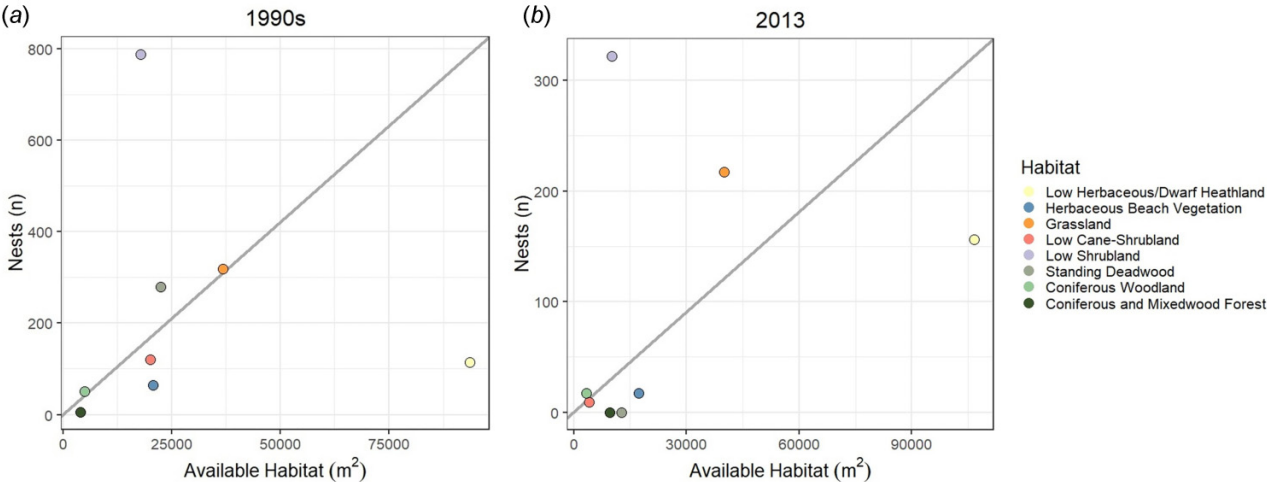 (a)
1990s
800
600
400
200
0
Nests (n)
0 25000 50000 75000
Available Habitat (m²)
(b)
2013
300
200
100
0
Nests (n)
0 30000 60000 90000
Available Habitat (m²)
Habitat
Low Herbaceous/Dwarf Heathland
Herbaceous Beach Vegetation
Grassland
Low Cane-Shrubland
Low Shrubland
Standing Deadwood
Coniferous Woodland
Coniferous and Mixedwood Forest